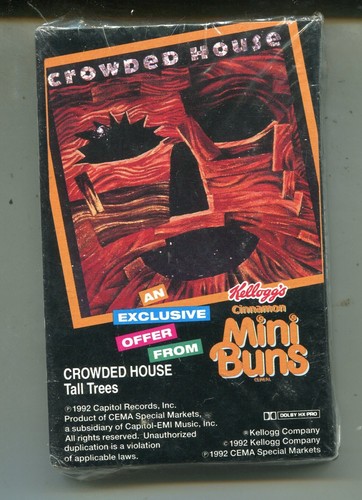 CROWDED HOUSE
AN
EXCLUSIVE
OFFER
FROM
Kellogg's
Cinnamon
Mini
Buns
CEREAL
CROWDED HOUSE
Tall Trees
℗1992 Capitol Records, Inc.
Product of CEMA Special Markets,
a subsidiary of Capitol-EMI Music, Inc.
All rights reserved. Unauthorized
duplication is a violation
of applicable laws.
DOLBY HX PRO
®Kellogg Company
©1992 Kellogg Company
℗1992 CEMA Special Markets